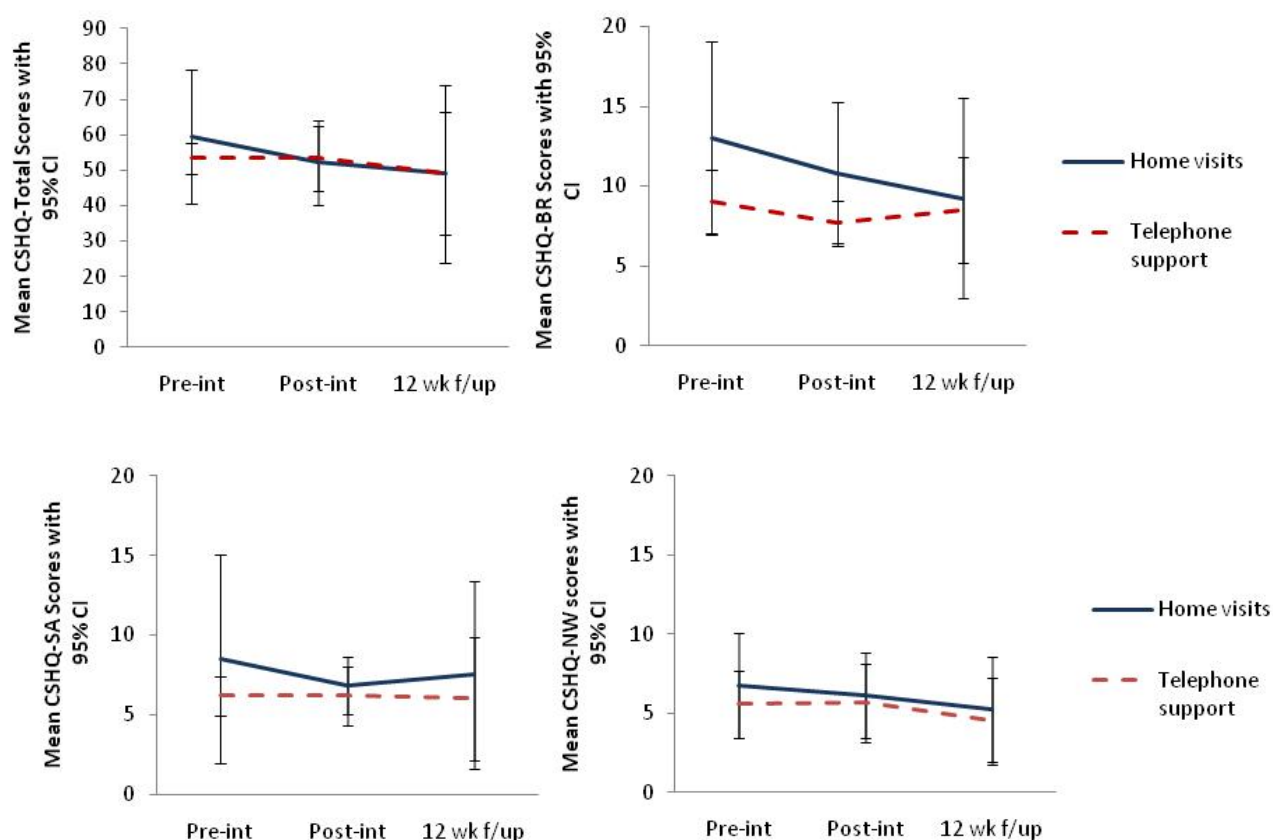 Mean CSHQ-Total Scores with
95% CI
90
80
70
60
50
40
30
20
10
0
Pre-int
Post-int
12 wk f/up
Mean CSHQ-BR Scores with 95%
CI
20
15
10
5
0
Pre-int
Post-int
12 wk f/up
Home visits
Telephone
support
Mean CSHQ-SA Scores with
95% CI
20
15
10
5
0
Pre-int
Post-int
12 wk f/up
Mean CSHQ-NW scores with
95% CI
20
15
10
5
0
Pre-int
Post-int
12 wk f/up
Home visits
Telephone
support